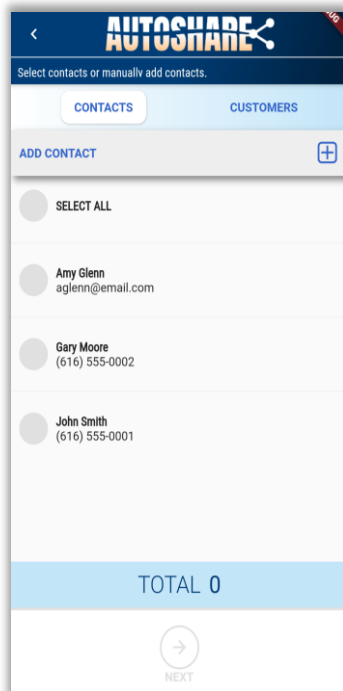 AUTOSHARE
Select contacts or manually add contacts.
CONTACTS CUSTOMERS
ADD CONTACT
SELECT ALL
Amy Glenn
aglenn@email.com
Gary Moore
(616) 555-0002
John Smith
(616) 555-0001
TOTAL 0
NEXT